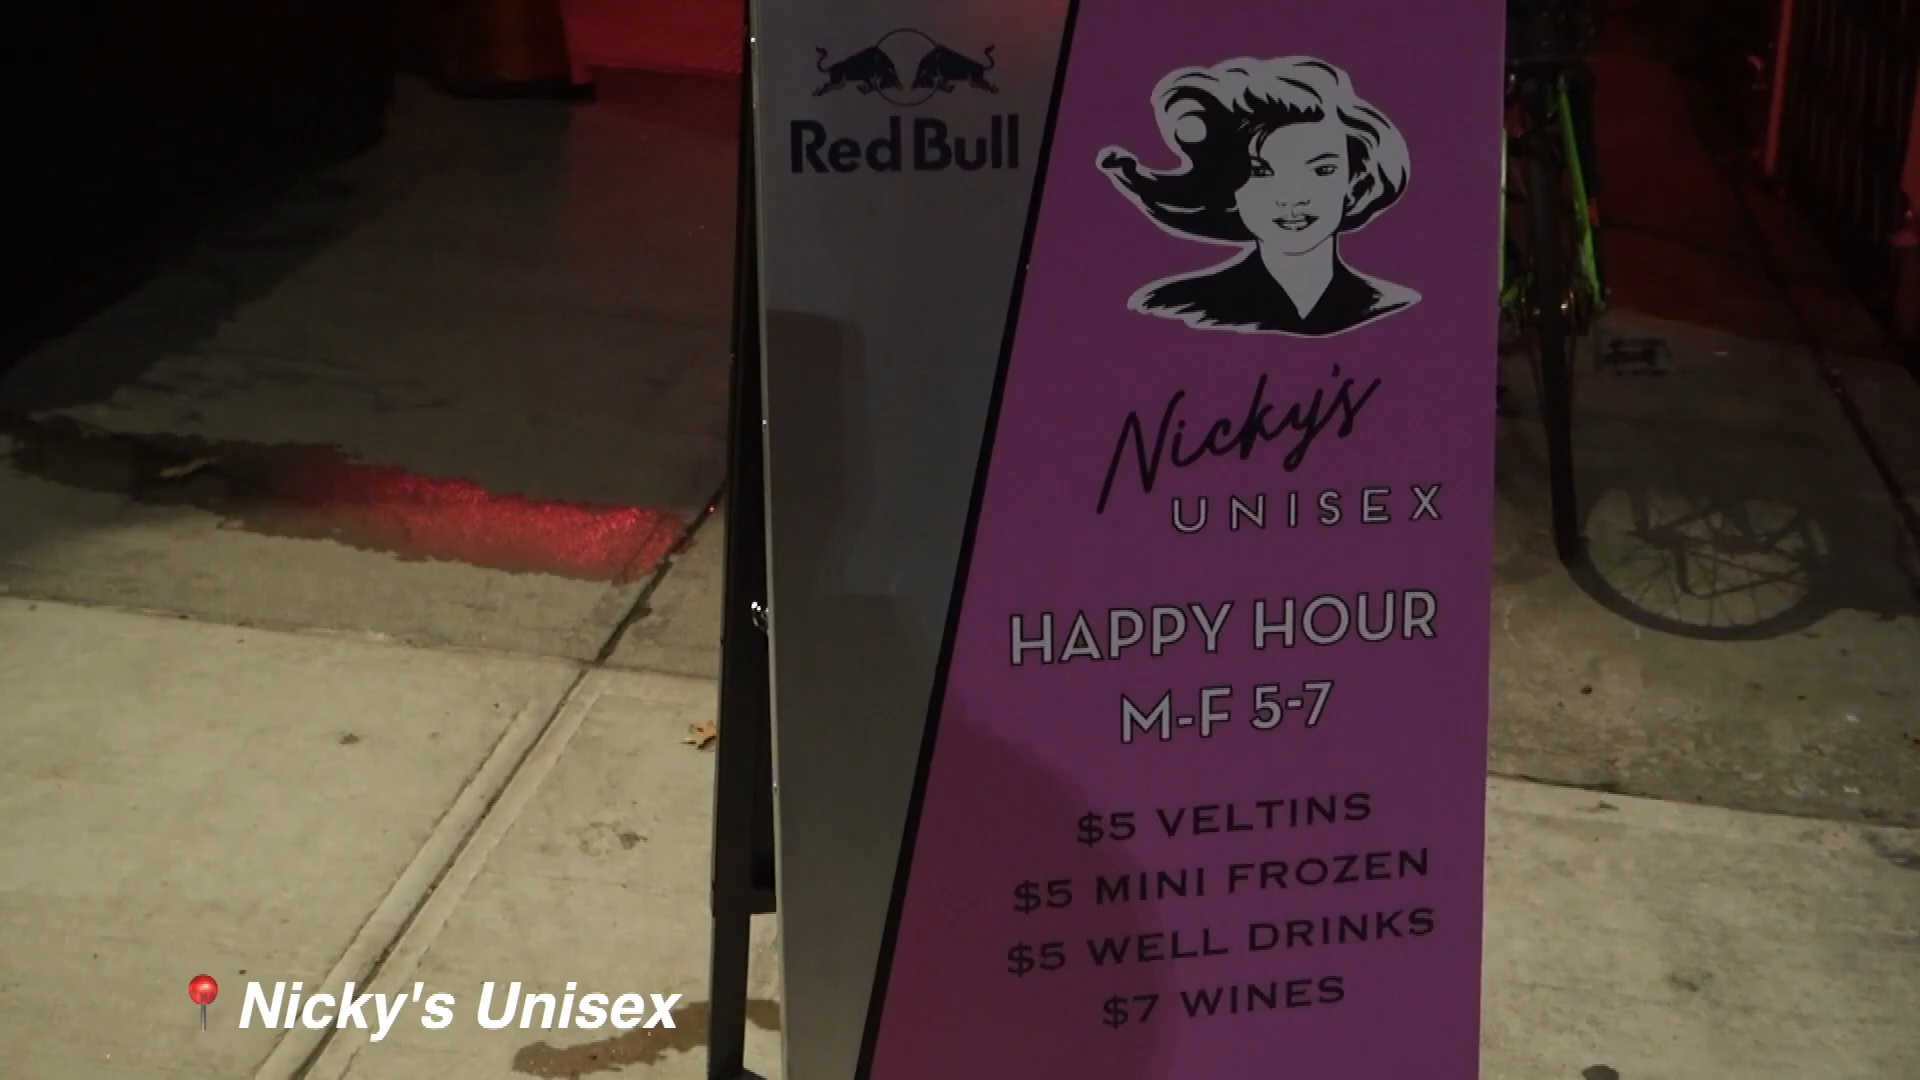 Red Bull
Nicky's
UNISEX
HAPPY HOUR
M-F 5-7
$5 VELTINS
$5 MINI FROZEN
$5 WELL DRINKS
$7 WINES
Nicky's Unisex